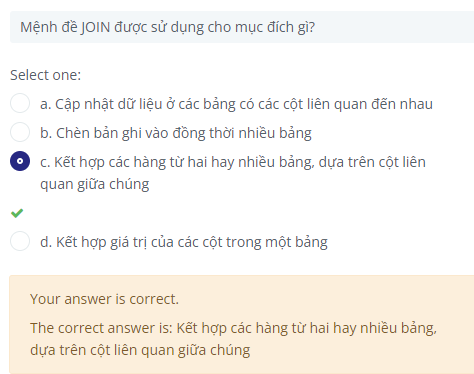 Mệnh đề JOIN được sử dụng cho mục đích gì?
Select one:
a. Cập nhật dữ liệu ở các bảng có các cột liên quan đến nhau
b. Chèn bản ghi vào đồng thời nhiều bảng
c. Kết hợp các hàng từ hai hay nhiều bảng, dựa trên cột liên
quan giữa chúng
d. Kết hợp giá trị của các cột trong một bảng
Your answer is correct.
The correct answer is: Kết hợp các hàng từ hai hay nhiều bảng,
dựa trên cột liên quan giữa chúng